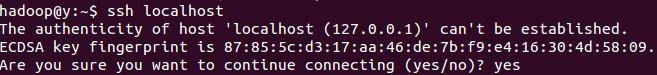 hadoop@y:~$ ssh localhost
The authenticity of host 'localhost (127.0.0.1)' can't be established.
ECDSA key fingerprint is 87:85:5c:d3:17:aa:46:de:7b:f9:e4:16:30:4d:58:09.
Are you sure you want to continue connecting (yes/no)? yes